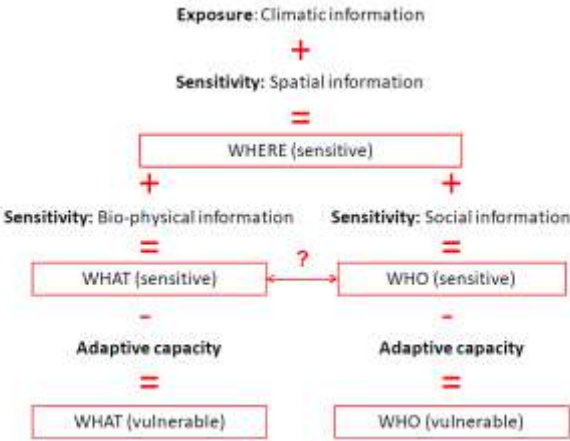 Exposure: Climatic information
+
Sensitivity: Spatial information
=
WHERE (sensitive)
+ +
Sensitivity: Bio-physical information Sensitivity: Social information
= =
?
WHAT (sensitive) WHO (sensitive)
- -
Adaptive capacity Adaptive capacity
= =
WHAT (vulnerable) WHO (vulnerable)